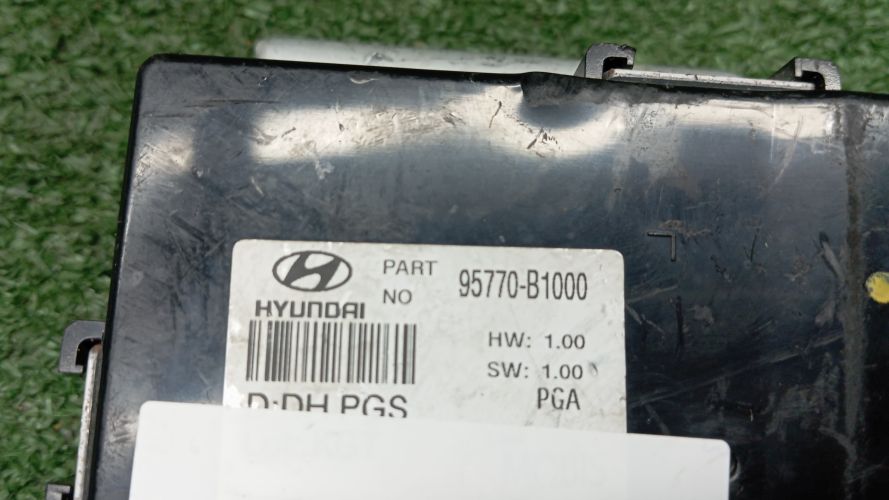 PART NO 95770-B1000
HYUNDAI
HW: 1.00
SW: 1.00
D:DH PGS PGA